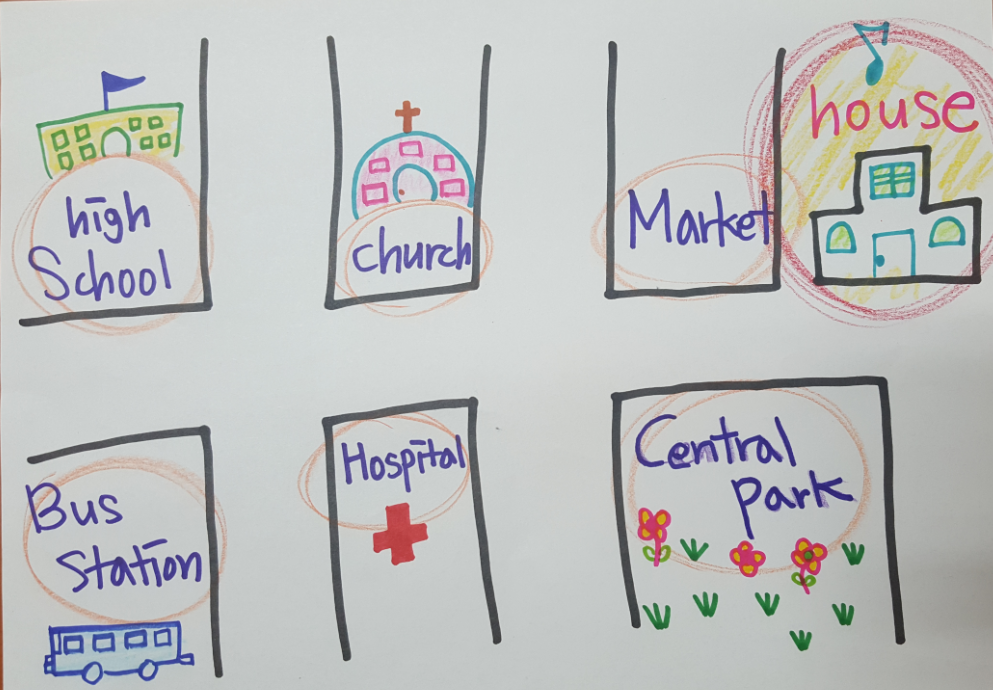 high
School
church
Market
house
Bus
Station
Hospital
Central
park